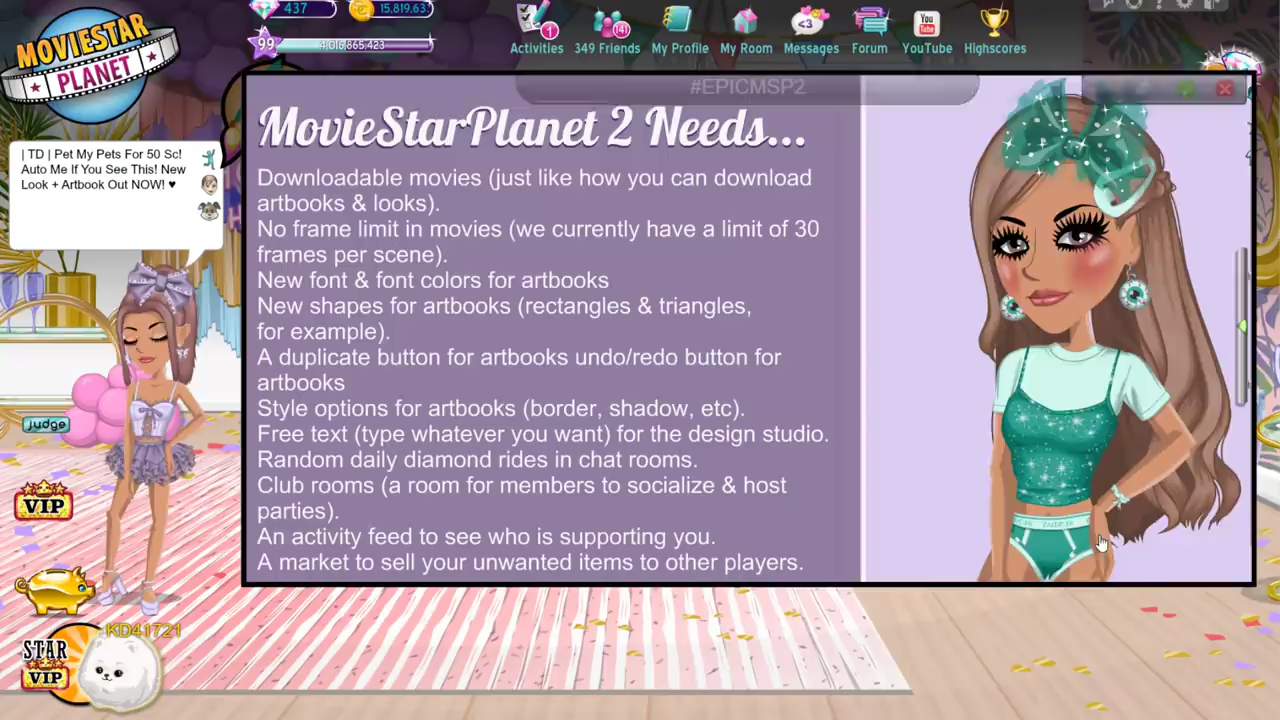 MOVIESTAR
PLANET
437
15,819,63
99
4,016,865,423
1
Activities
141
349 Friends
My Profile
My Room
<3
Messages
Forum
You
Tube
YouTube
Highscores
#EPICMSP2
MovieStarPlanet 2 Needs...
Downloadable movies (just like how you can download
artbooks & looks).
No frame limit in movies (we currently have a limit of 30
frames per scene).
New font & font colors for artbooks
New shapes for artbooks (rectangles & triangles,
for example).
A duplicate button for artbooks undo/redo button for
artbooks
Style options for artbooks (border, shadow, etc).
Free text (type whatever you want) for the design studio.
Random daily diamond rides in chat rooms.
Club rooms (a room for members to socialize & host
parties).
An activity feed to see who is supporting you.
A market to sell your unwanted items to other players.
| TD | Pet My Pets For 50 Sc!
Auto Me If You See This! New
Look + Artbook Out NOW! ♥
judge
VIP
STAR
VIP
KD41721